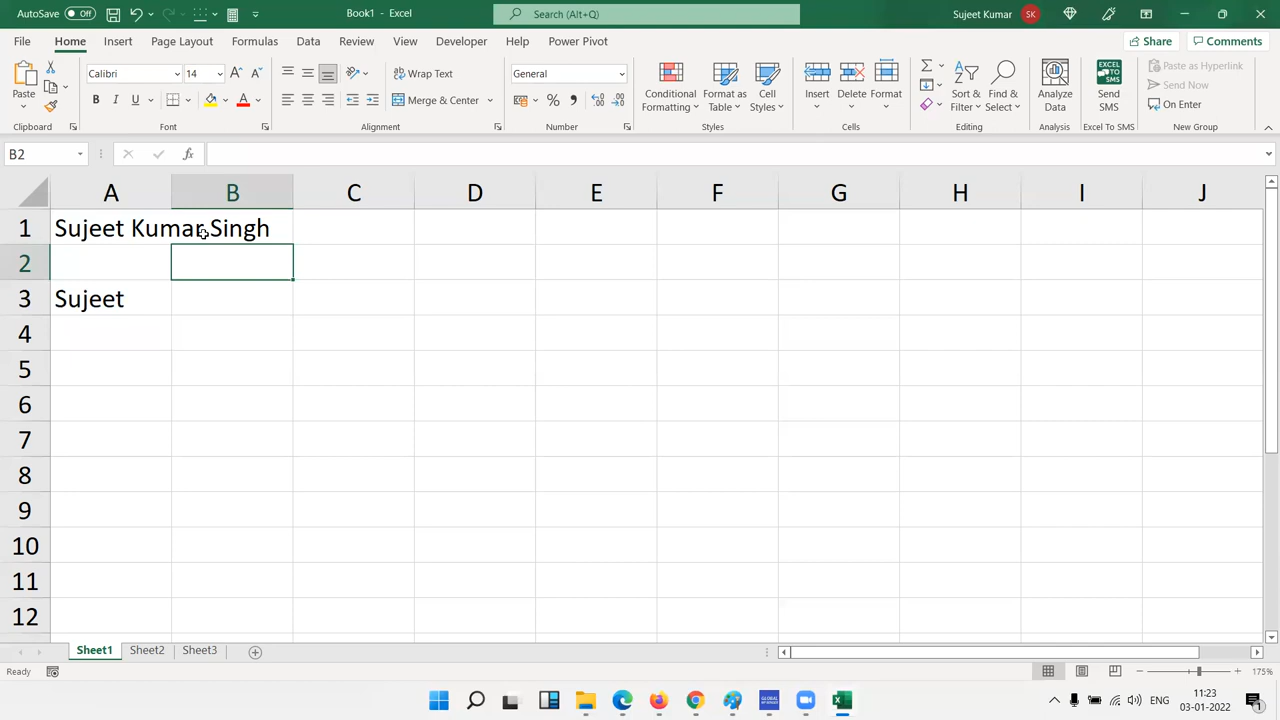 AutoSave Off Book1 - Excel Search (Alt+Q) Sujeet Kumar SK
File Home Insert Page Layout Formulas Data Review View Developer Help Power Pivot Share Comments
Paste Calibri 14 A A Wrap Text General Conditional Formatting Format as Table Cell Styles Insert Delete Format Sort & Filter Find & Select Analyze Data Send SMS Paste as Hyperlink
B I U A Merge & Center % Send Now
On Enter
Clipboard Font Alignment Number Styles Cells Editing Analysis Excel To SMS New Group
B2 fx
A B C D E F G H I J
1 Sujeet Kumar Singh
2
3 Sujeet
4
5
6
7
8
9
10
11
12
Sheet1 Sheet2 Sheet3
Ready 175%
ENG 11:23
03-01-2022 1